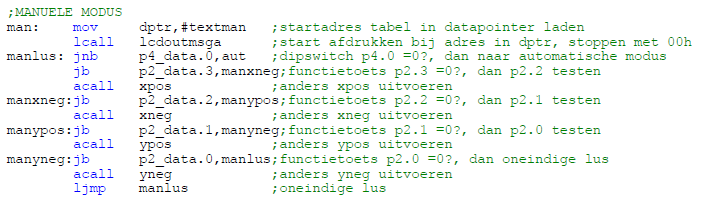 ;MANUELE MODUS
man: mov dptr,#textman ;startadres tabel in datapointer laden
lcall lcdoutmsga ;start afdrukken bij adres in dptr, stoppen met 00h
manlus: jnb p4_data.0,aut ;dipswitch p4.0 =0?, dan naar automatische modus
jb p2_data.3,manxneg;functietoets p2.3 =0?, dan p2.2 testen
acall xpos ;anders xpos uitvoeren
manxneg:jb p2_data.2,manypos;functietoets p2.2 =0?, dan p2.1 testen
acall xneg ;anders xneg uitvoeren
manypos:jb p2_data.1,manyneg;functietoets p2.1 =0?, dan p2.0 testen
acall ypos ;anders ypos uitvoeren
manyneg:jb p2_data.0,manlus;functietoets p2.0 =0?, dan oneindige lus
acall yneg ;anders yneg uitvoeren
ljmp manlus ;oneindige lus